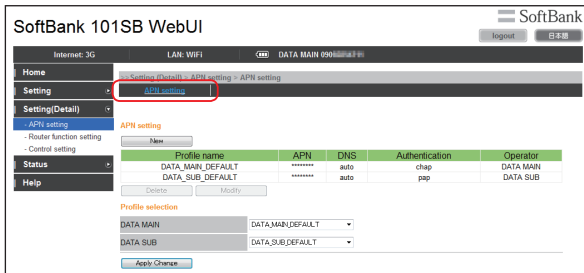 SoftBank 101SB WebUI
SoftBank
logout 日本語
Internet: 3G LAN: WiFi DATA MAIN 090
Home
>> Setting (Detail) > APN setting > APN setting
Setting
APN setting
Setting(Detail)
- APN setting
- Router function setting
- Control setting
Status
Help
APN setting
New
Profile name APN DNS Authentication Operator
DATA_MAIN_DEFAULT ******** auto chap DATA MAIN
DATA_SUB_DEFAULT ******** auto pap DATA SUB
Delete Modify
Profile selection
DATA MAIN DATA_MAIN_DEFAULT
DATA SUB DATA_SUB_DEFAULT
Apply Change